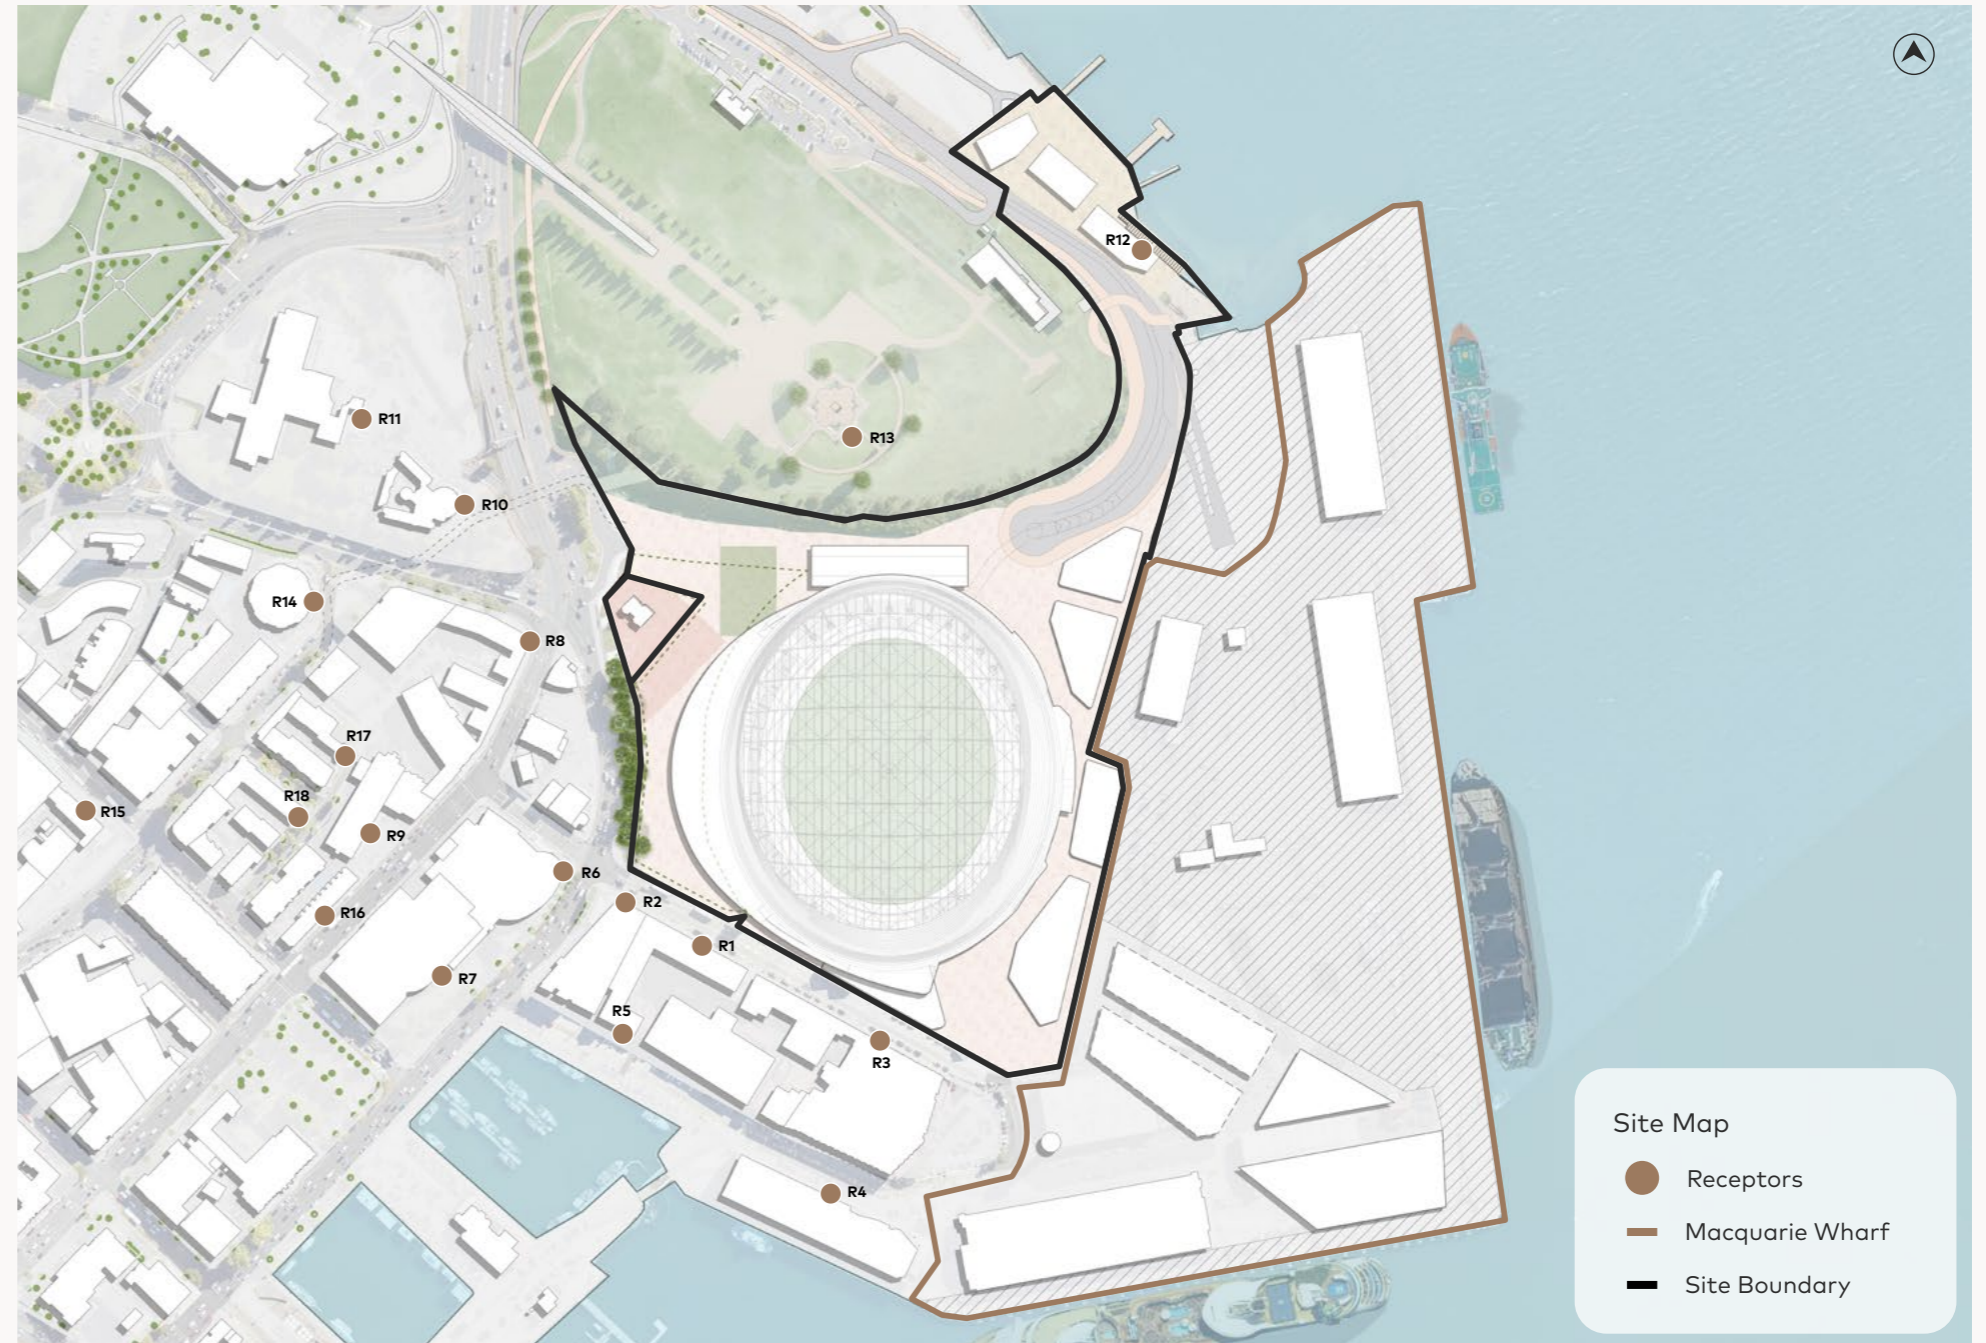 R12
R11
R13
R10
R14
R8
R17
R18
R15
R9
R6
R2
R16
R1
R7
R5
R3
R4
Site Map
Receptors
Macquarie Wharf
Site Boundary